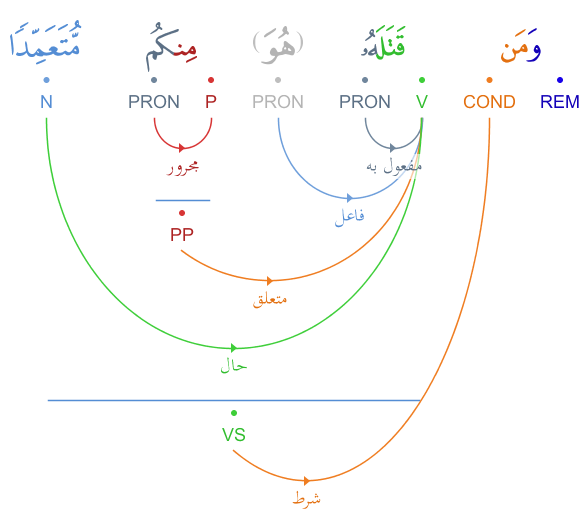 وَمَن قَتَلَهُۥ (هُوَ) مِنكُم مُّتَعَمِّدًا
REM COND V PRON PRON P PRON N
مجرور
مفعول به
فاعل
PP
متعلق
حال
VS
شرط